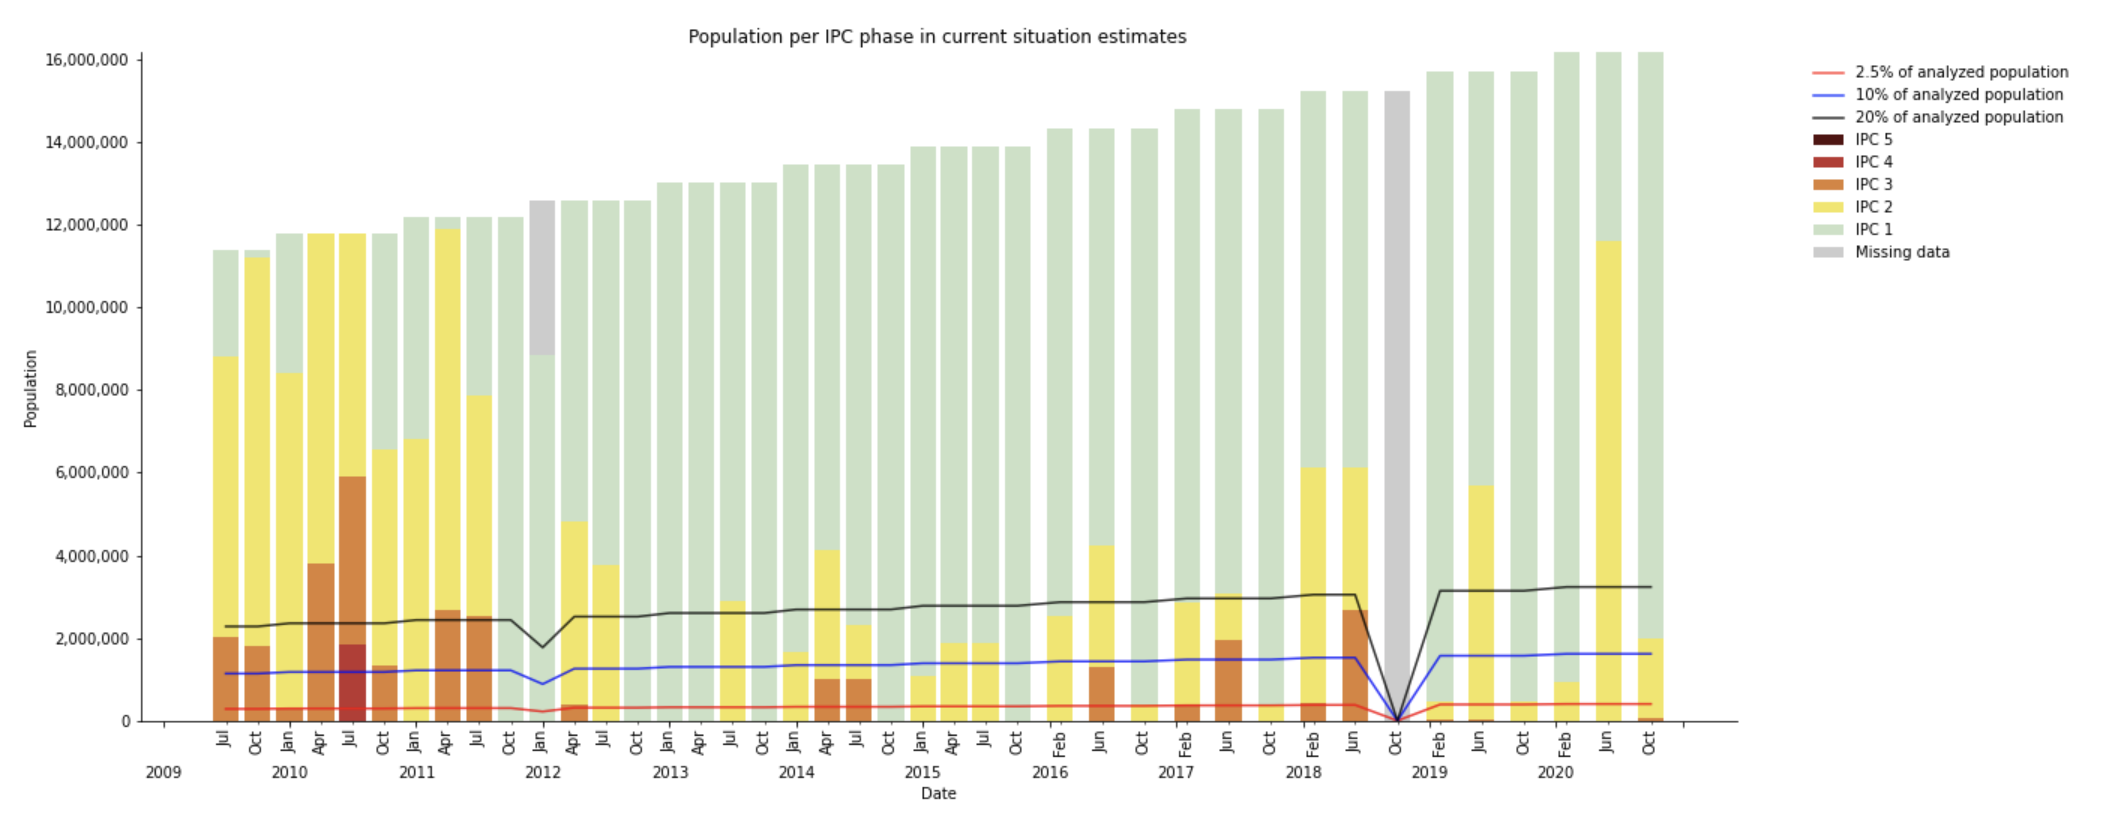 Population per IPC phase in current situation estimates
16,000,000
14,000,000
12,000,000
10,000,000
8,000,000
6,000,000
4,000,000
2,000,000
0
Population
2.5% of analyzed population
10% of analyzed population
20% of analyzed population
IPC 5
IPC 4
IPC 3
IPC 2
IPC 1
Missing data
Jul Oct Jan Apr Jul Oct Jan Apr Jul Oct Jan Apr Jul Oct Jan Apr Jul Oct Jan Apr Jul Oct Jan Apr Jul Oct Feb Jun Oct Feb Jun Oct Feb Jun Oct Feb Jun Oct Feb Jun Oct
2009 2010 2011 2012 2013 2014 2015 2016 2017 2018 2019 2020
Date